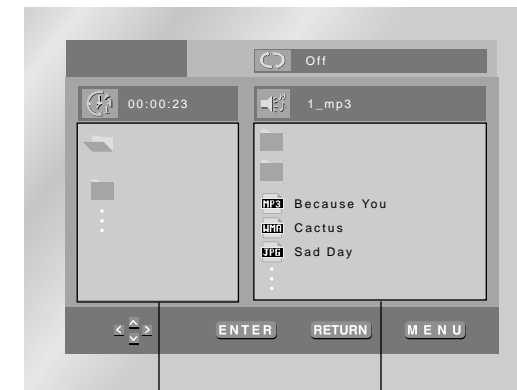 Off
00:00:23
1_mp3
MP3 Because You
WMA Cactus
JPG Sad Day
ENTER RETURN MENU